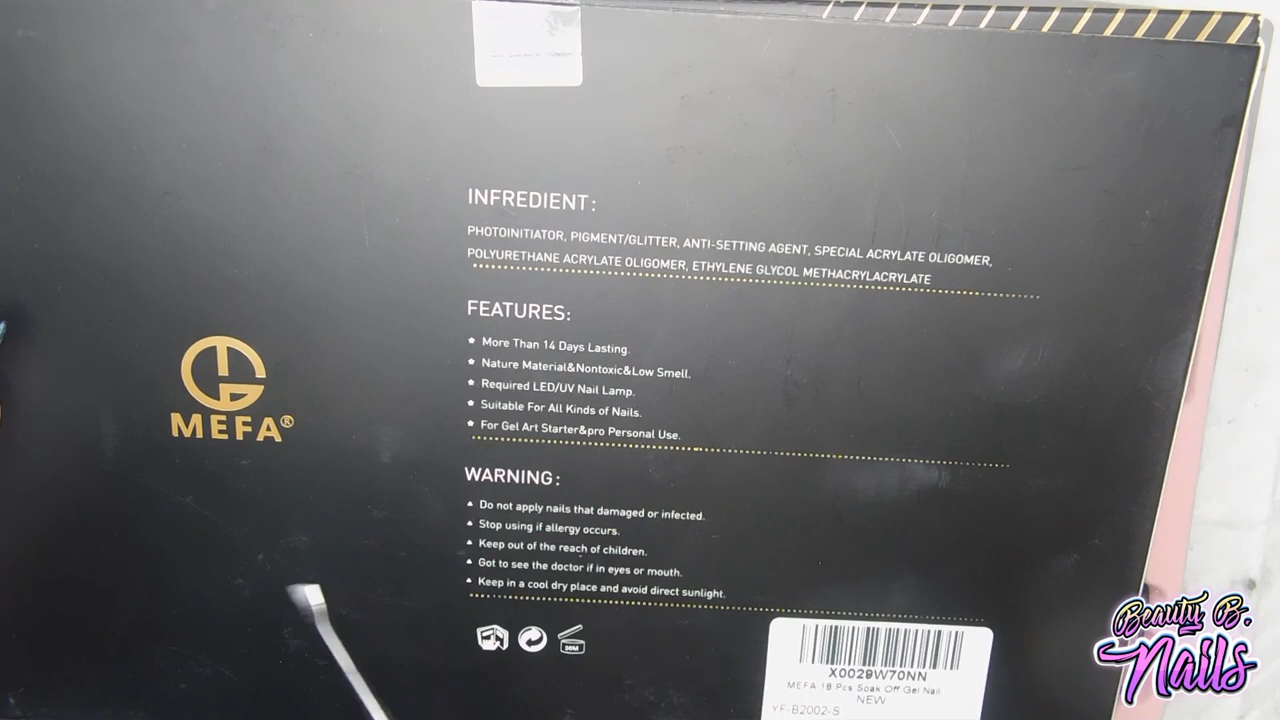 INFREDIENT:
PHOTOINITIATOR, PIGMENT/GLITTER, ANTI-SETTING AGENT, SPECIAL ACRYLATE OLIGOMER,
POLYURETHANE ACRYLATE OLIGOMER, ETHYLENE GLYCOL METHACRYLACRYLATE
FEATURES:
More Than 14 Days Lasting.
Nature Material&Nontoxic&Low Smell.
Required LED/UV Nail Lamp.
Suitable For All Kinds of Nails.
For Gel Art Starter&pro Personal Use.
MEFA®
WARNING:
Do not apply nails that damaged or infected.
Stop using if allergy occurs.
Keep out of the reach of children.
Got to see the doctor if in eyes or mouth.
Keep in a cool dry place and avoid direct sunlight.
36M
X0029W70NN
MEFA 18 Pcs Soak Off Gel Nail
NEW
YF-B2002-S
Beauty B.
Nails